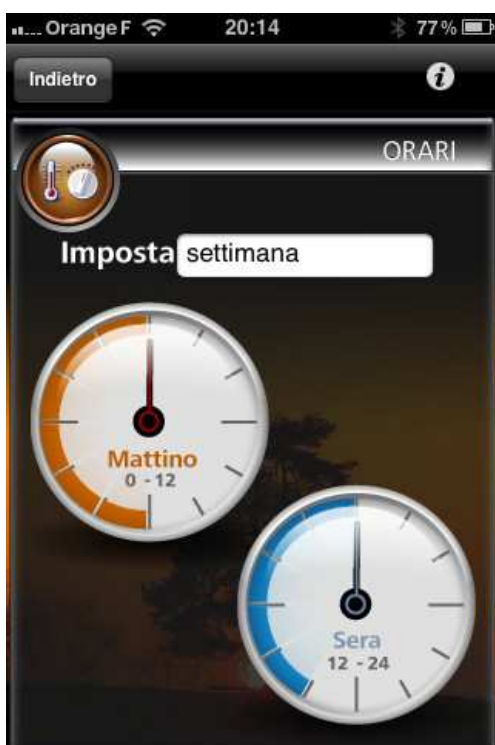 Orange F 20:14 77%
Indietro
ORARI
Imposta settimana
Mattino
0 - 12
Sera
12 - 24